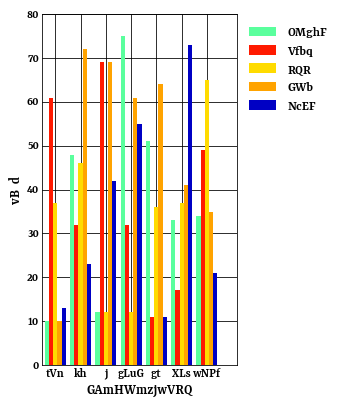 80
70
60
50
40
30
20
10
0
vB d
tVn kh j gLuG gt XLs wNPf
GAmHWmzjwVRQ
OMghF
Vfbq
RQR
GWb
NcEF